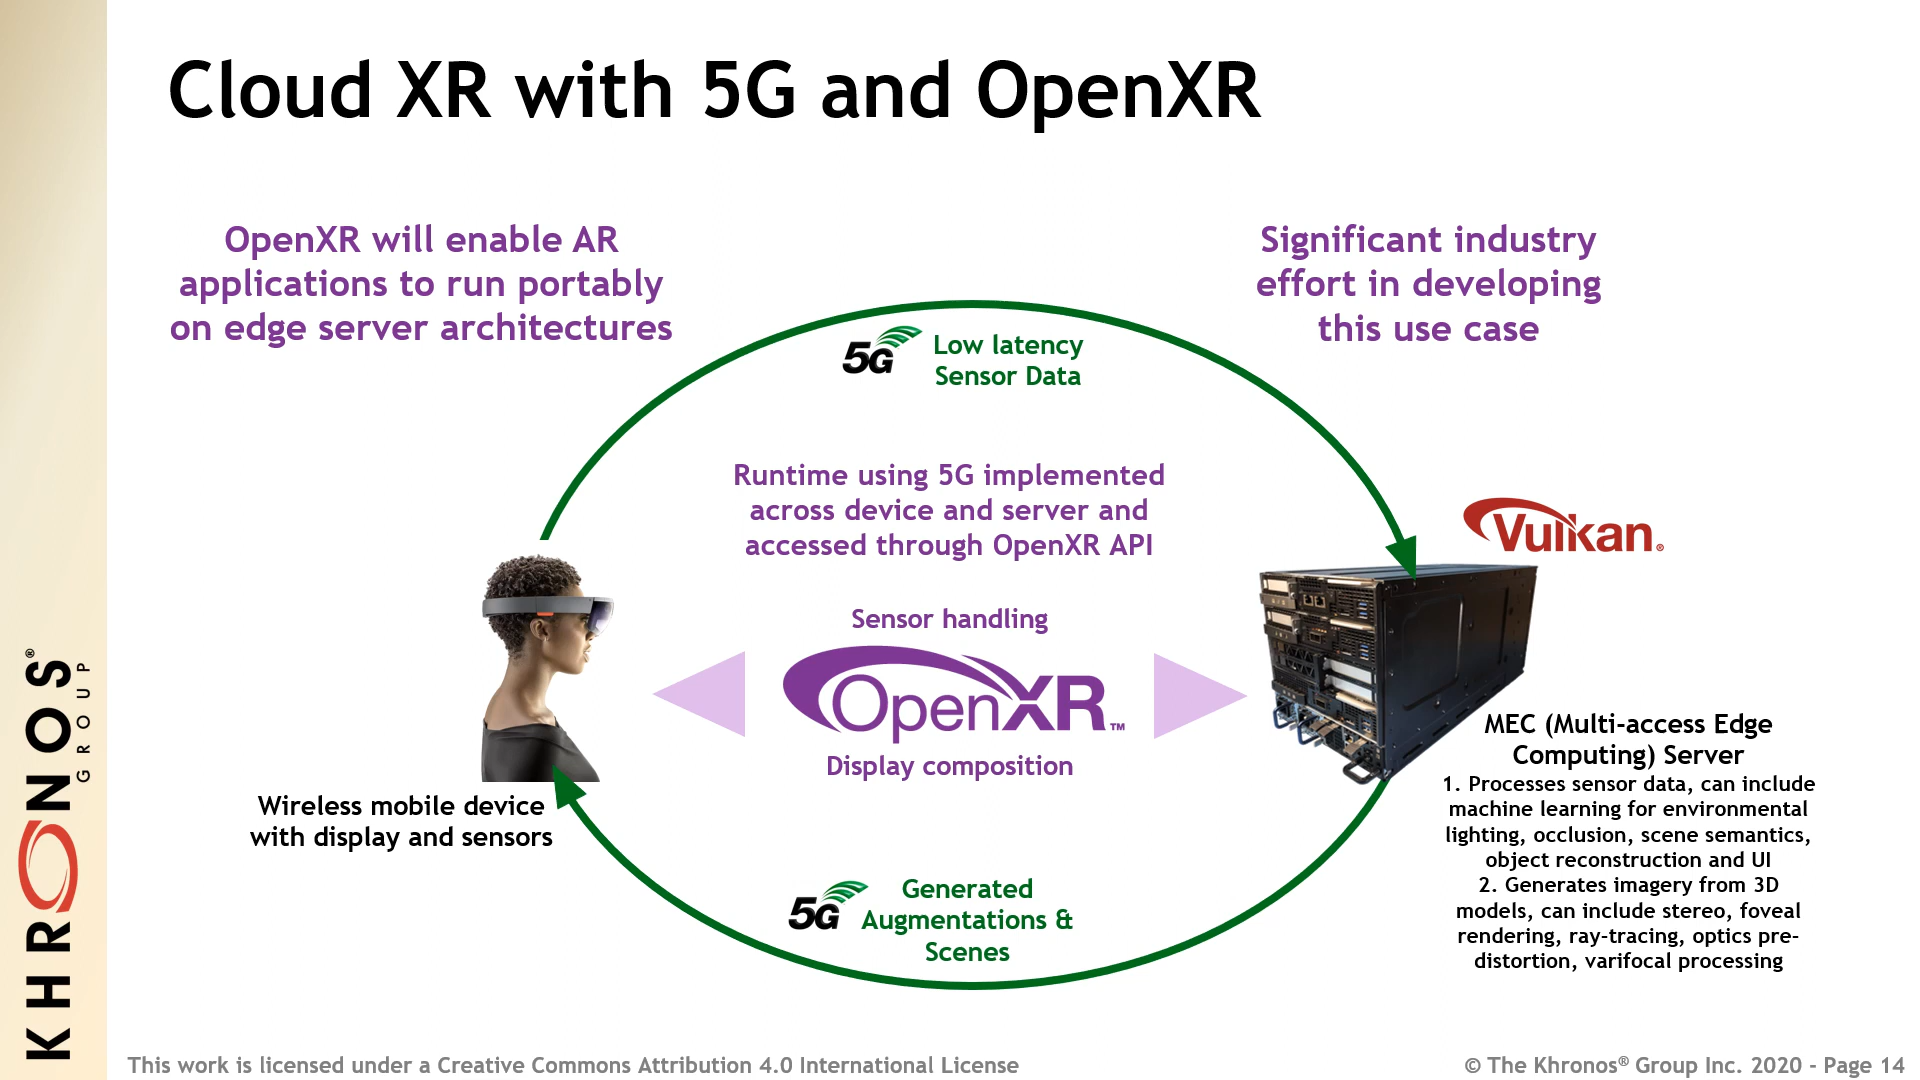 Cloud XR with 5G and OpenXR
OpenXR will enable AR
applications to run portably
on edge server architectures
Significant industry
effort in developing
this use case
5G
Low latency
Sensor Data
Runtime using 5G implemented
across device and server and
accessed through OpenXR API
Vulkan®
Sensor handling
OpenXR™
Display composition
Wireless mobile device
with display and sensors
MEC (Multi-access Edge
Computing) Server
1. Processes sensor data, can include
machine learning for environmental
lighting, occlusion, scene semantics,
object reconstruction and UI
2. Generates imagery from 3D
models, can include stereo, foveal
rendering, ray-tracing, optics pre-
distortion, varifocal processing
5G
Generated
Augmentations &
Scenes
KHRONOS®
GROUP
This work is licensed under a Creative Commons Attribution 4.0 International License
© The Khronos® Group Inc. 2020 - Page 14